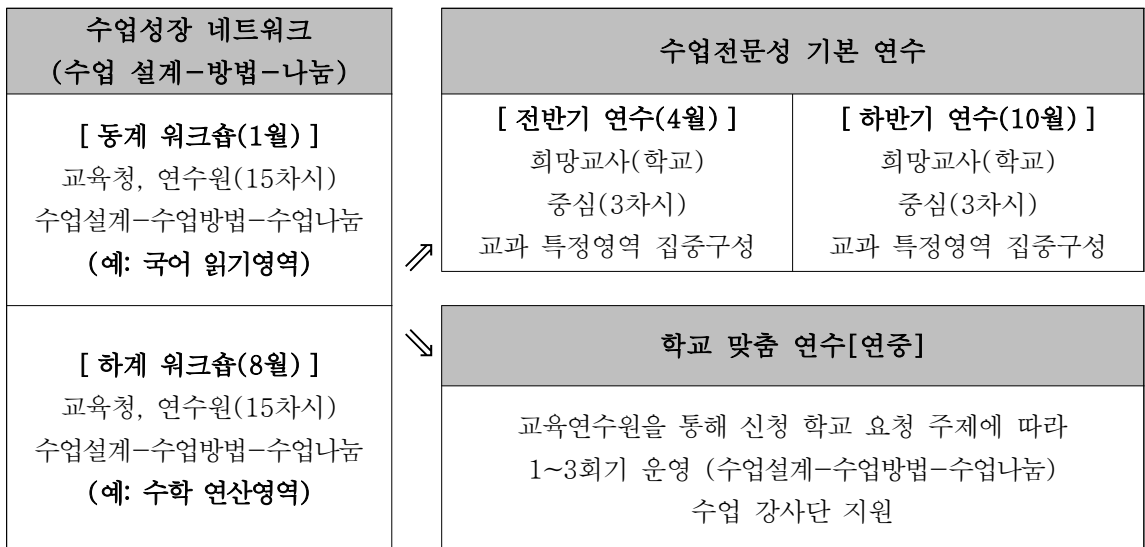 수업성장 네트워크
(수업 설계-방법-나눔)
[ 동계 워크숍(1월) ]
교육청, 연수원(15차시)
수업설계-수업방법-수업나눔
(예: 국어 읽기영역)
[ 하계 워크숍(8월) ]
교육청, 연수원(15차시)
수업설계-수업방법-수업나눔
(예: 수학 연산영역)
⇗
⇘
수업전문성 기본 연수
[ 전반기 연수(4월) ]
희망교사(학교)
중심(3차시)
교과 특정영역 집중구성
[ 하반기 연수(10월) ]
희망교사(학교)
중심(3차시)
교과 특정영역 집중구성
학교 맞춤 연수[연중]
교육연수원을 통해 신청 학교 요청 주제에 따라
1~3회기 운영 (수업설계-수업방법-수업나눔)
수업 강사단 지원